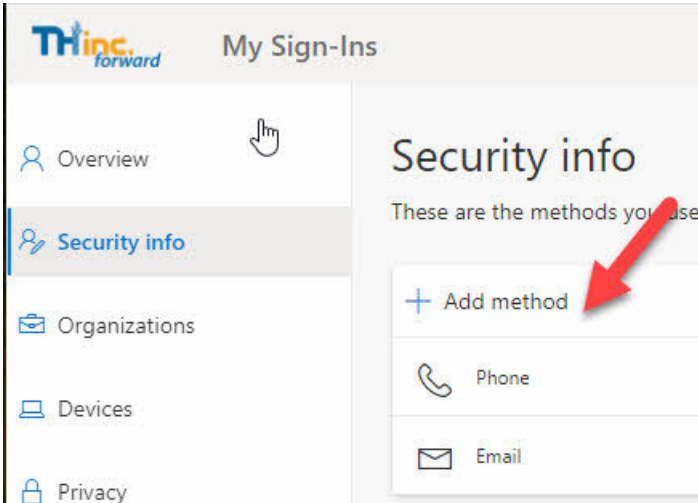 THinc.
forward
My Sign-Ins
Overview
Security info
Organizations
Devices
Privacy
Security info
These are the methods you use
+ Add method
Phone
Email